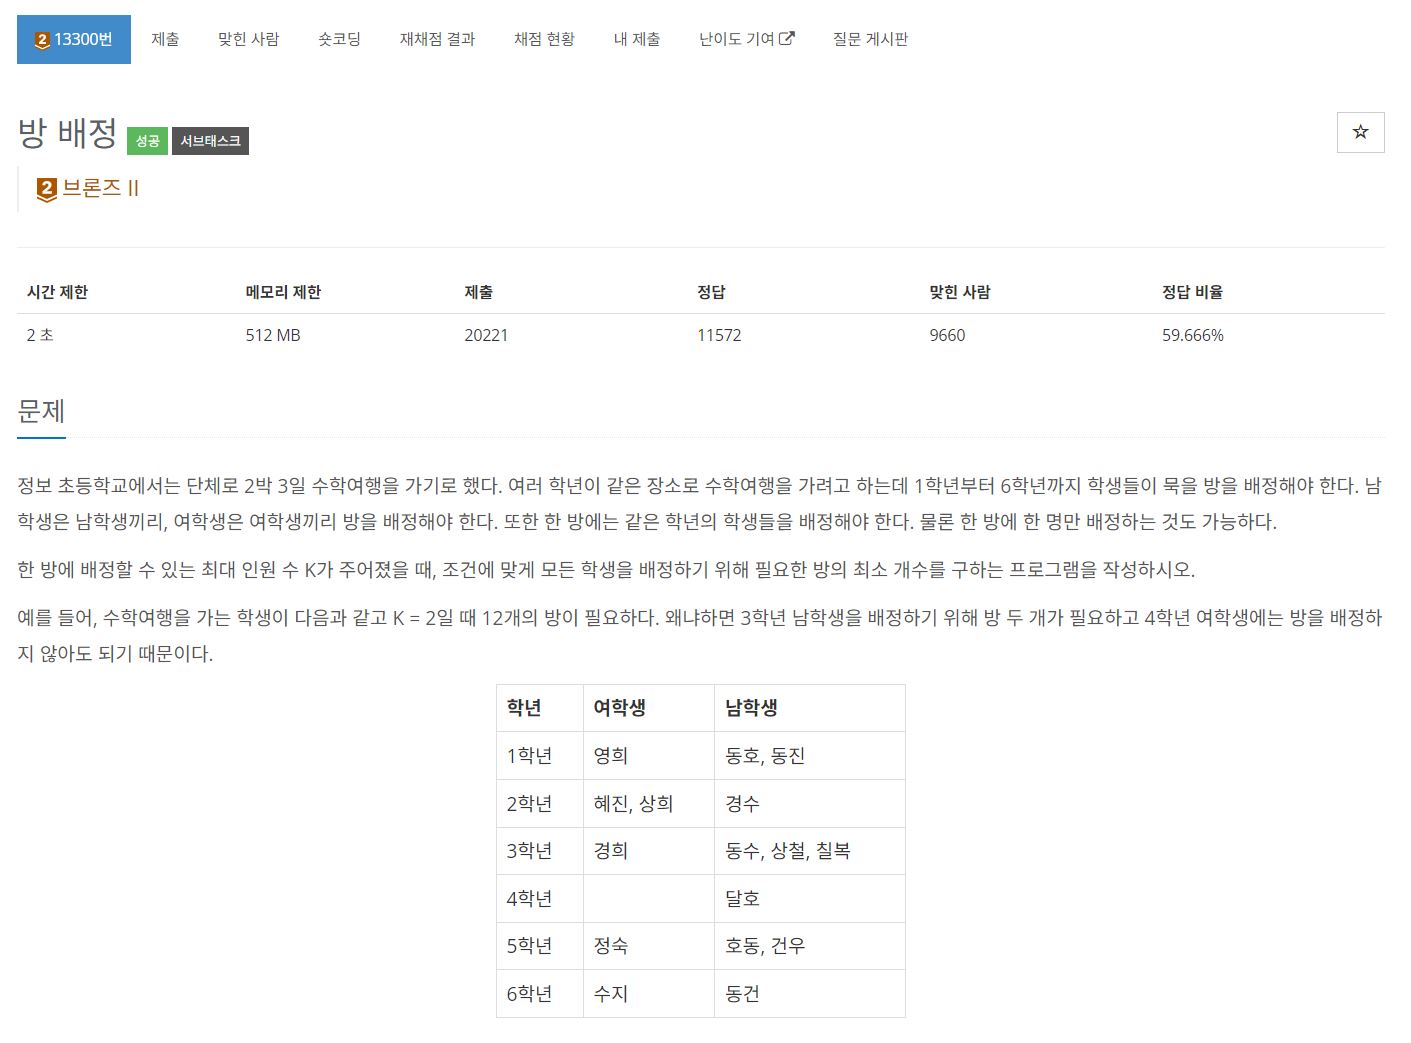 2 13300번 제출 맞힌 사람 숏코딩 재채점 결과 채점 현황 내 제출 난이도 기여 질문 게시판
방 배정 성공 서브태스크
2 브론즈 II
시간 제한 메모리 제한 제출 정답 맞힌 사람 정답 비율
2 초 512 MB 20221 11572 9660 59.666%
문제
정보 초등학교에서는 단체로 2박 3일 수학여행을 가기로 했다. 여러 학년이 같은 장소로 수학여행을 가려고 하는데 1학년부터 6학년까지 학생들이 묵을 방을 배정해야 한다. 남
학생은 남학생끼리, 여학생은 여학생끼리 방을 배정해야 한다. 또한 한 방에는 같은 학년의 학생들을 배정해야 한다. 물론 한 방에 한 명만 배정하는 것도 가능하다.
한 방에 배정할 수 있는 최대 인원 수 K가 주어졌을 때, 조건에 맞게 모든 학생을 배정하기 위해 필요한 방의 최소 개수를 구하는 프로그램을 작성하시오.
예를 들어, 수학여행을 가는 학생이 다음과 같고 K = 2일 때 12개의 방이 필요하다. 왜냐하면 3학년 남학생을 배정하기 위해 방 두 개가 필요하고 4학년 여학생에는 방을 배정하
지 않아도 되기 때문이다.
학년 여학생 남학생
1학년 영희 동호, 동진
2학년 혜진, 상희 경수
3학년 경희 동수, 상철, 칠복
4학년 달호
5학년 정숙 호동, 건우
6학년 수지 동건